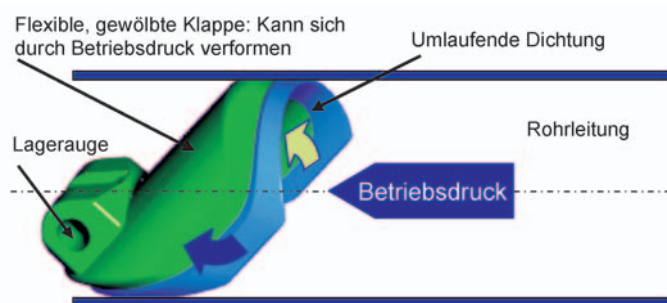 Flexible, gewölbte Klappe: Kann sich
durch Betriebsdruck verformen
Umlaufende Dichtung
Lagerauge
Rohrleitung
Betriebsdruck